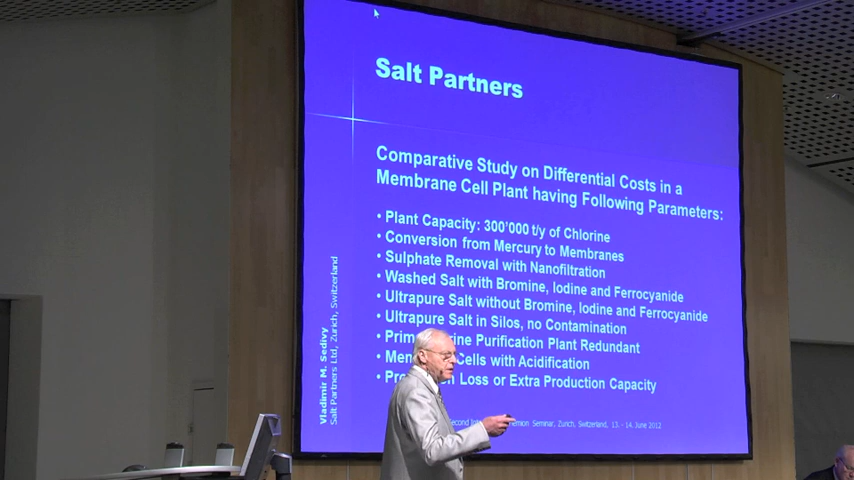 Salt Partners
Comparative Study on Differential Costs in a
Membrane Cell Plant having Following Parameters:
• Plant Capacity: 300'000 t/y of Chlorine
• Conversion from Mercury to Membranes
• Sulphate Removal with Nanofiltration
• Washed Salt with Bromine, Iodine and Ferrocyanide
• Ultrapure Salt without Bromine, Iodine and Ferrocyanide
• Ultrapure Salt in Silos, no Contamination
• Prim Brine Purification Plant Redundant
• Cells with Acidification
• Loss or Extra Production Capacity
Vladimir M. Sedivy
Salt Partners Ltd, Zurich, Switzerland
Second Seminar, Zurich, Switzerland, 13. - 14. June 2012